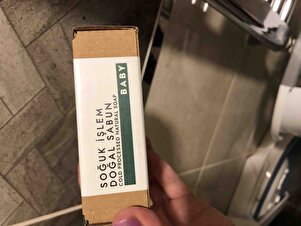 SOĞUK İŞLEM
DOĞAL SABUN
COLD PROCESSED NATURAL SOAP
BABY